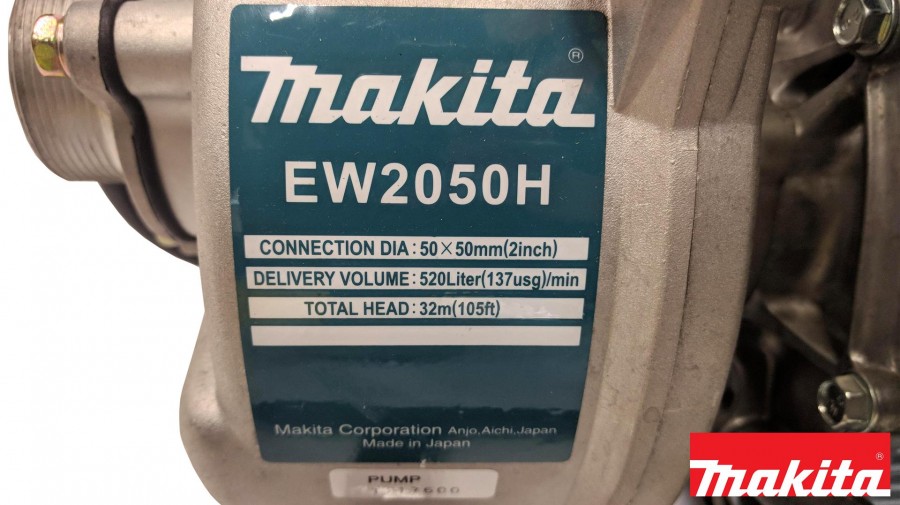 makita®
EW2050H
CONNECTION DIA:50×50mm(2inch)
DELIVERY VOLUME:520Liter(137usg)/min
TOTAL HEAD:32m(105ft)
Makita Corporation Anjo,Aichi,Japan
Made in Japan
PUMP
makita®